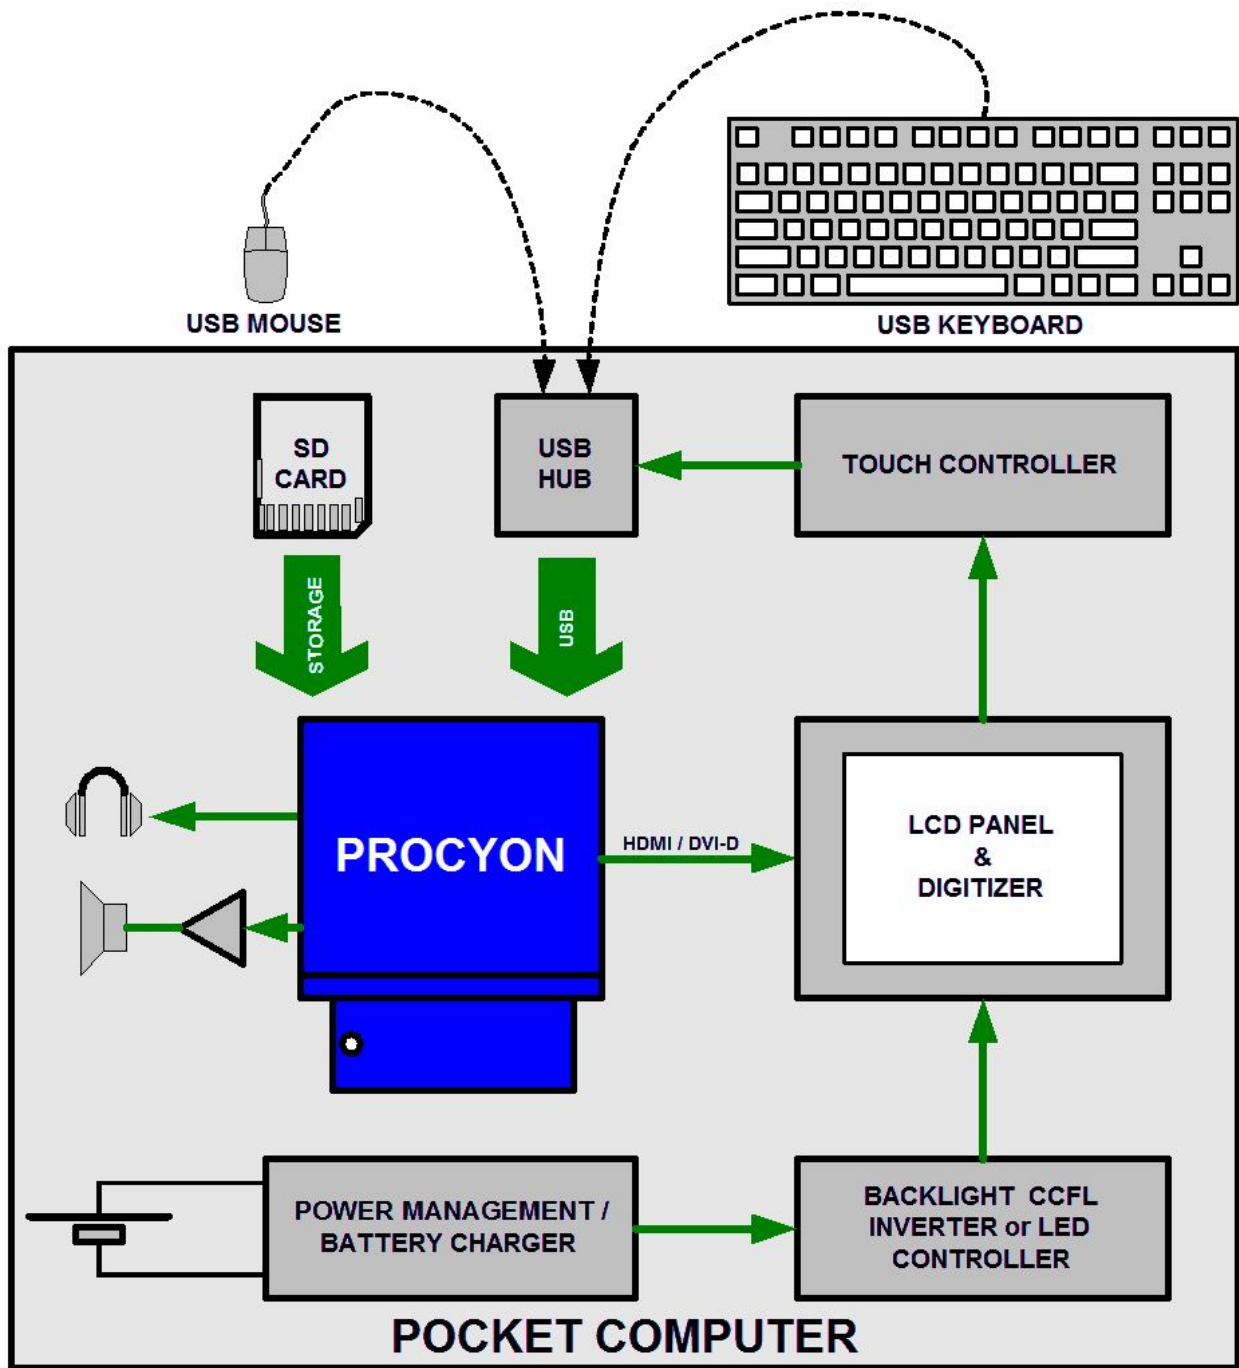 USB MOUSE
USB KEYBOARD
SD
CARD
USB
HUB
TOUCH CONTROLLER
STORAGE
USB
PROCYON
HDMI / DVI-D
LCD PANEL
&
DIGITIZER
POWER MANAGEMENT /
BATTERY CHARGER
BACKLIGHT CCFL
INVERTER or LED
CONTROLLER
POCKET COMPUTER